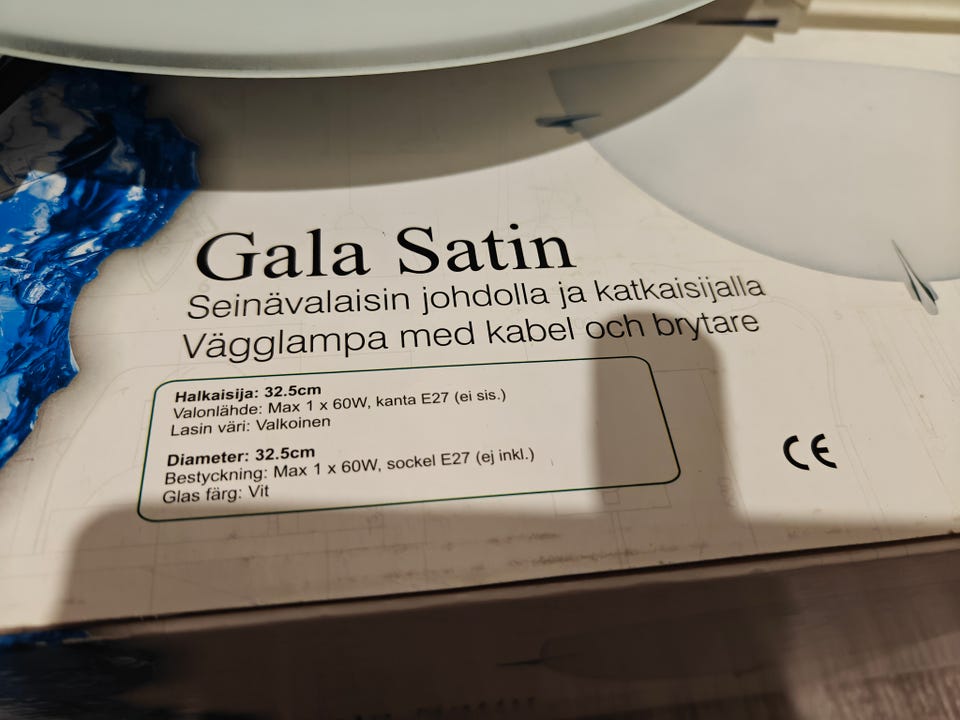 Gala Satin
Seinävalaisin johdolla ja katkaisijalla
Vägglampa med kabel och brytare
Halkaisija: 32.5cm
Valonlähde: Max 1 x 60W, kanta E27 (ei sis.)
Lasin väri: Valkoinen
Diameter: 32.5cm
Bestyckning: Max 1 x 60W, sockel E27 (ej inkl.)
Glas färg: Vit
CE